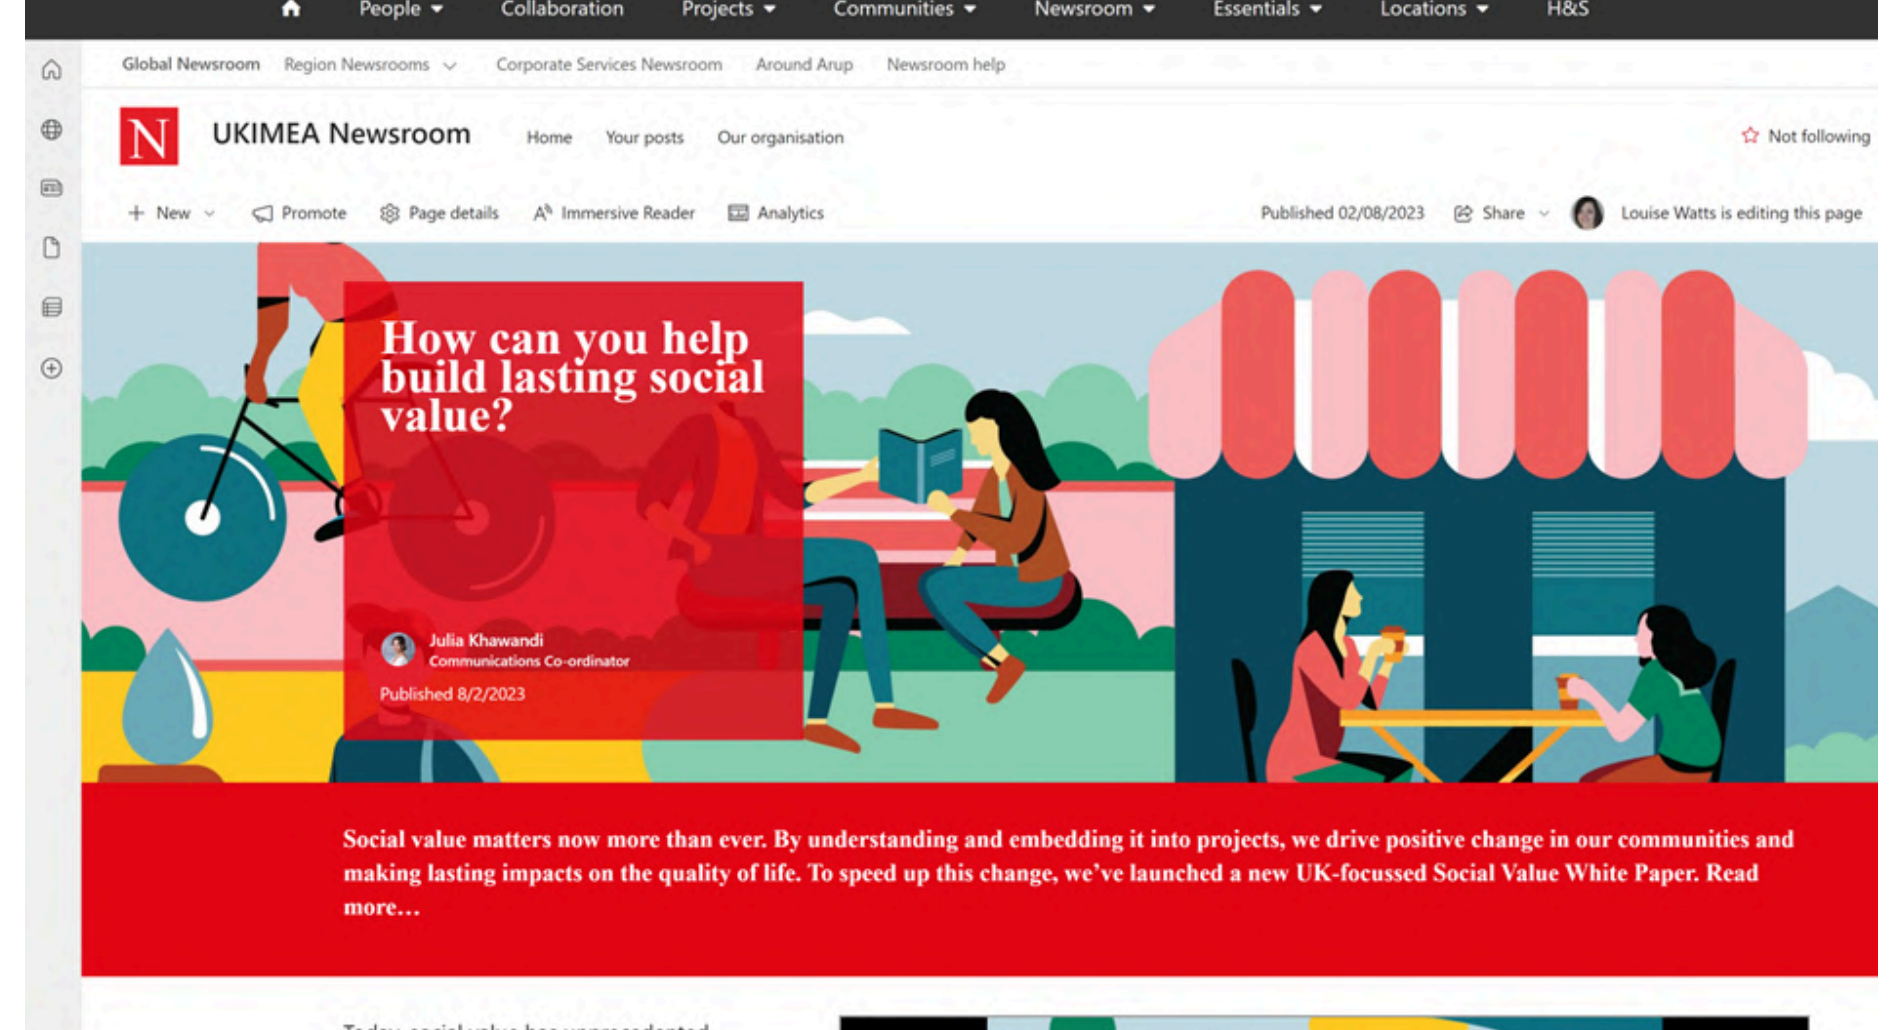 People
Collaboration
Projects
Communities
Newsroom
Essentials
Locations
H&S
Global Newsroom
Region Newsrooms
Corporate Services Newsroom
Around Arup
Newsroom help
N
UKIMEA Newsroom
Home
Your posts
Our organisation
Not following
New
Promote
Page details
Immersive Reader
Analytics
Published 02/08/2023
Share
Louise Watts is editing this page
How can you help
build lasting social
value?
Julia Khawandi
Communications Co-ordinator
Published 8/2/2023
Social value matters now more than ever. By understanding and embedding it into projects, we drive positive change in our communities and
making lasting impacts on the quality of life. To speed up this change, we’ve launched a new UK-focussed Social Value White Paper. Read
more…
Today, social value has unprecedented